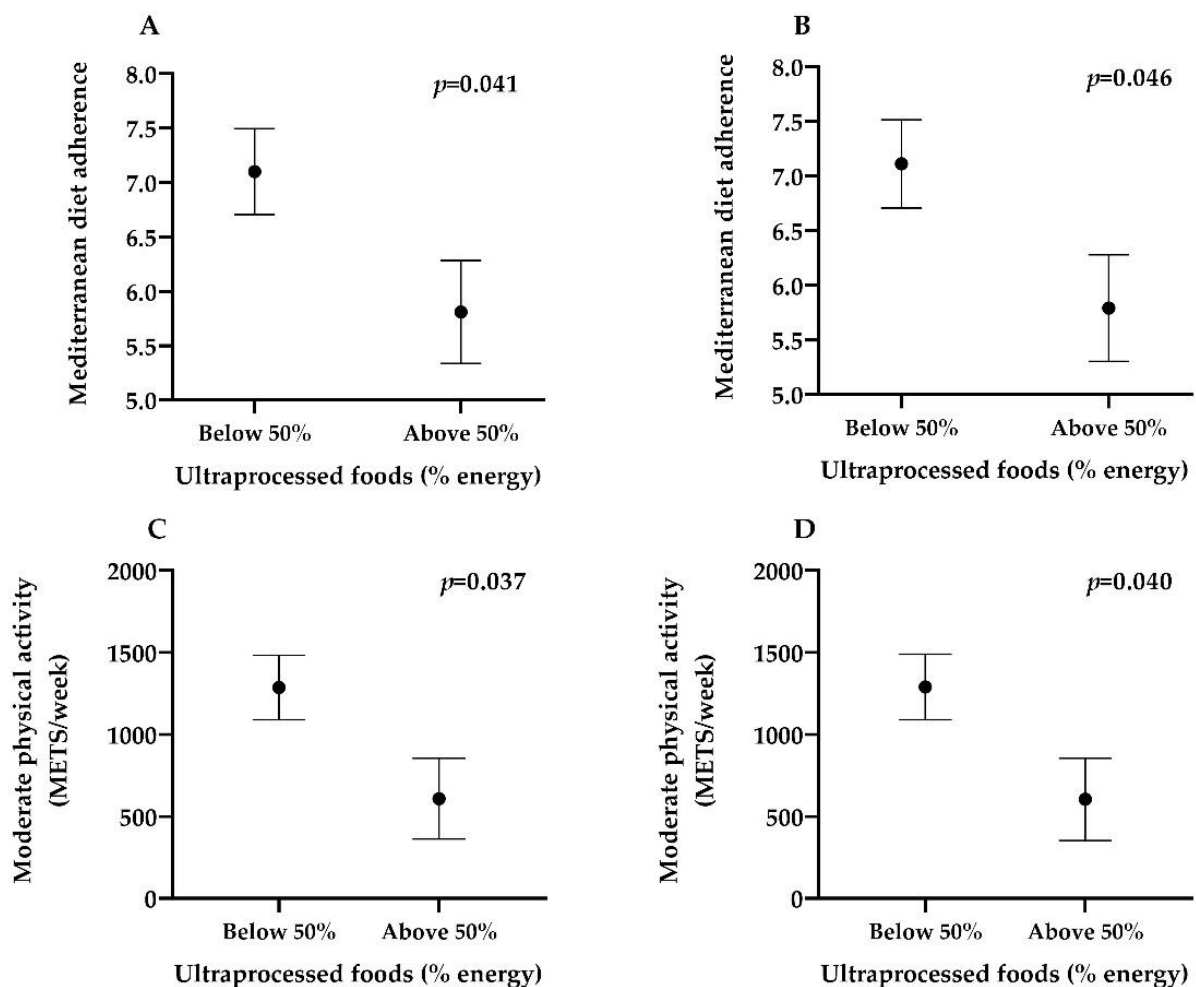 A
Mediterranean diet adherence
8.0
7.5
7.0
6.5
6.0
5.5
5.0
p=0.041
Below 50%
Above 50%
Ultraprocessed foods (% energy)
B
Mediterranean diet adherence
8.0
7.5
7.0
6.5
6.0
5.5
5.0
p=0.046
Below 50%
Above 50%
Ultraprocessed foods (% energy)
C
Moderate physical activity
(METS/week)
2000
1500
1000
500
0
p=0.037
Below 50%
Above 50%
Ultraprocessed foods (% energy)
D
Moderate physical activity
(METS/week)
2000
1500
1000
500
0
p=0.040
Below 50%
Above 50%
Ultraprocessed foods (% energy)